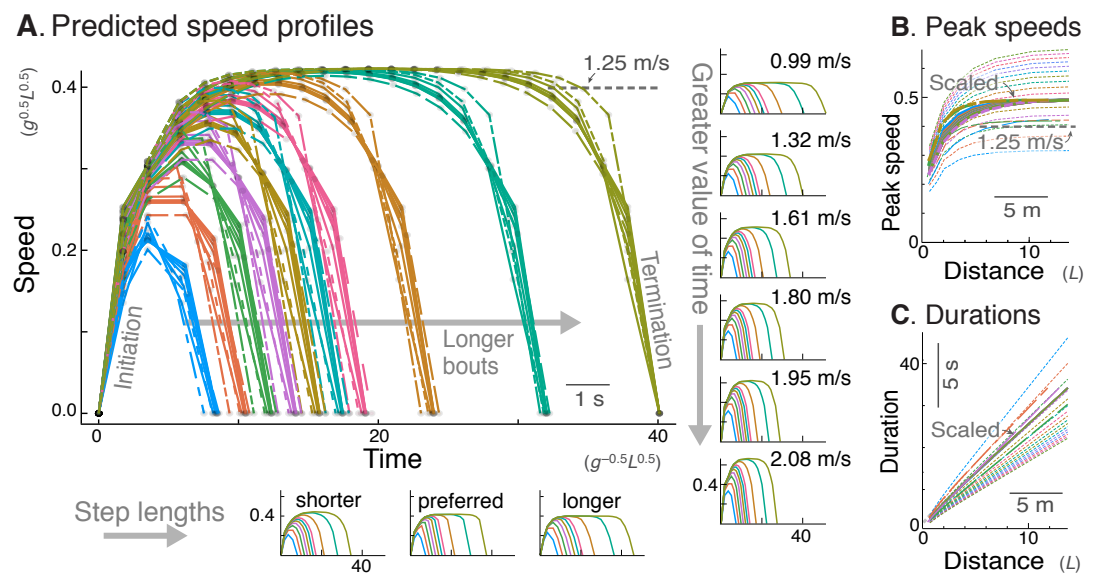 A. Predicted speed profiles
(g^0.5L^0.5)
Speed
0.4
0.2
0.0
1.25 m/s
Initiation
Termination
Longer
bouts
1 s
0
20
40
Time
(g^−0.5L^0.5)
Step lengths
shorter
0.4
40
preferred
longer
Greater value of time
0.99 m/s
1.32 m/s
1.61 m/s
1.80 m/s
1.95 m/s
2.08 m/s
0.4
40
B. Peak speeds
Peak speed
0.5
0
Scaled
1.25 m/s
5 m
0
10
Distance (L)
C. Durations
Duration
40
0
5 s
Scaled
5 m
0
10
Distance (L)